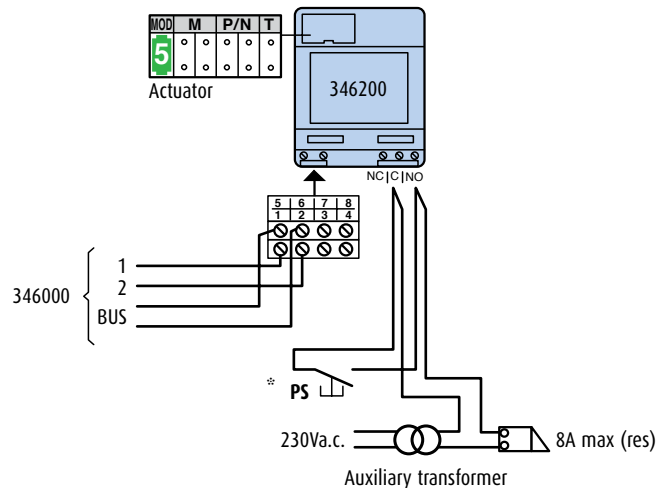 MOD M P/N T
5
Actuator
346200
NC|C|NO
5 6 7 8
1 2 3 4
346000
1
2
BUS
* PS
230Va.c.
8A max (res)
Auxiliary transformer